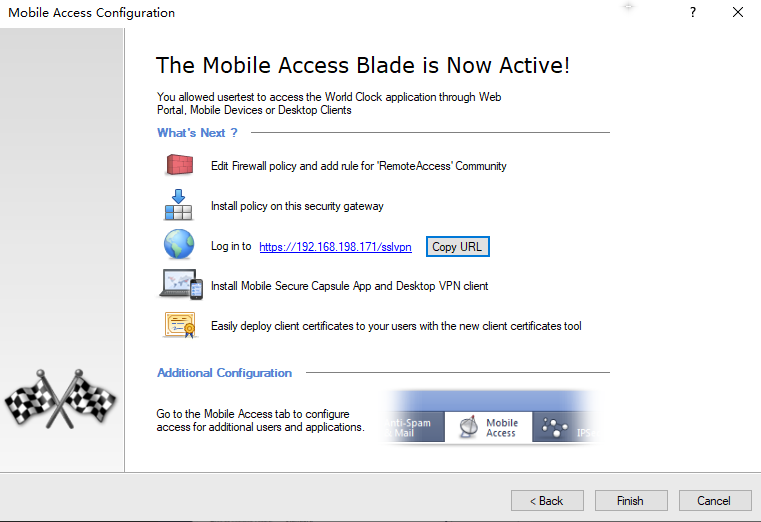 Mobile Access Configuration
?
The Mobile Access Blade is Now Active!
You allowed usertest to access the World Clock application through Web
Portal, Mobile Devices or Desktop Clients
What's Next ?
Edit Firewall policy and add rule for 'RemoteAccess' Community
Install policy on this security gateway
Log in to https://192.168.198.171/sslvpn Copy URL
Install Mobile Secure Capsule App and Desktop VPN client
Easily deploy client certificates to your users with the new client certificates tool
Additional Configuration
Go to the Mobile Access tab to configure
access for additional users and applications.
nti-Spam
Mail
Mobile
Access
IPS
< Back Finish Cancel